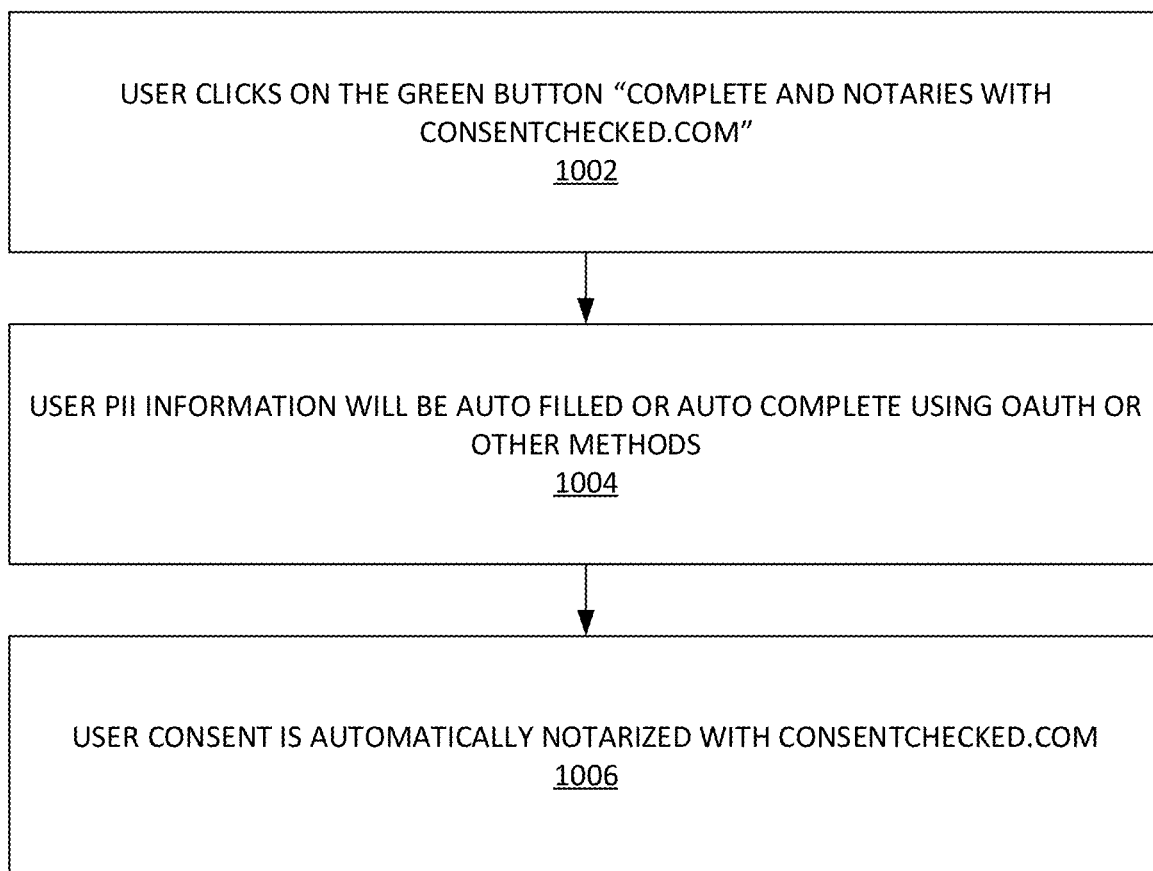 USER CLICKS ON THE GREEN BUTTON “COMPLETE AND NOTARIES WITH
CONSENTCHECKED.COM”
1002
USER PII INFORMATION WILL BE AUTO FILLED OR AUTO COMPLETE USING OAUTH OR
OTHER METHODS
1004
USER CONSENT IS AUTOMATICALLY NOTARIZED WITH CONSENTCHECKED.COM
1006